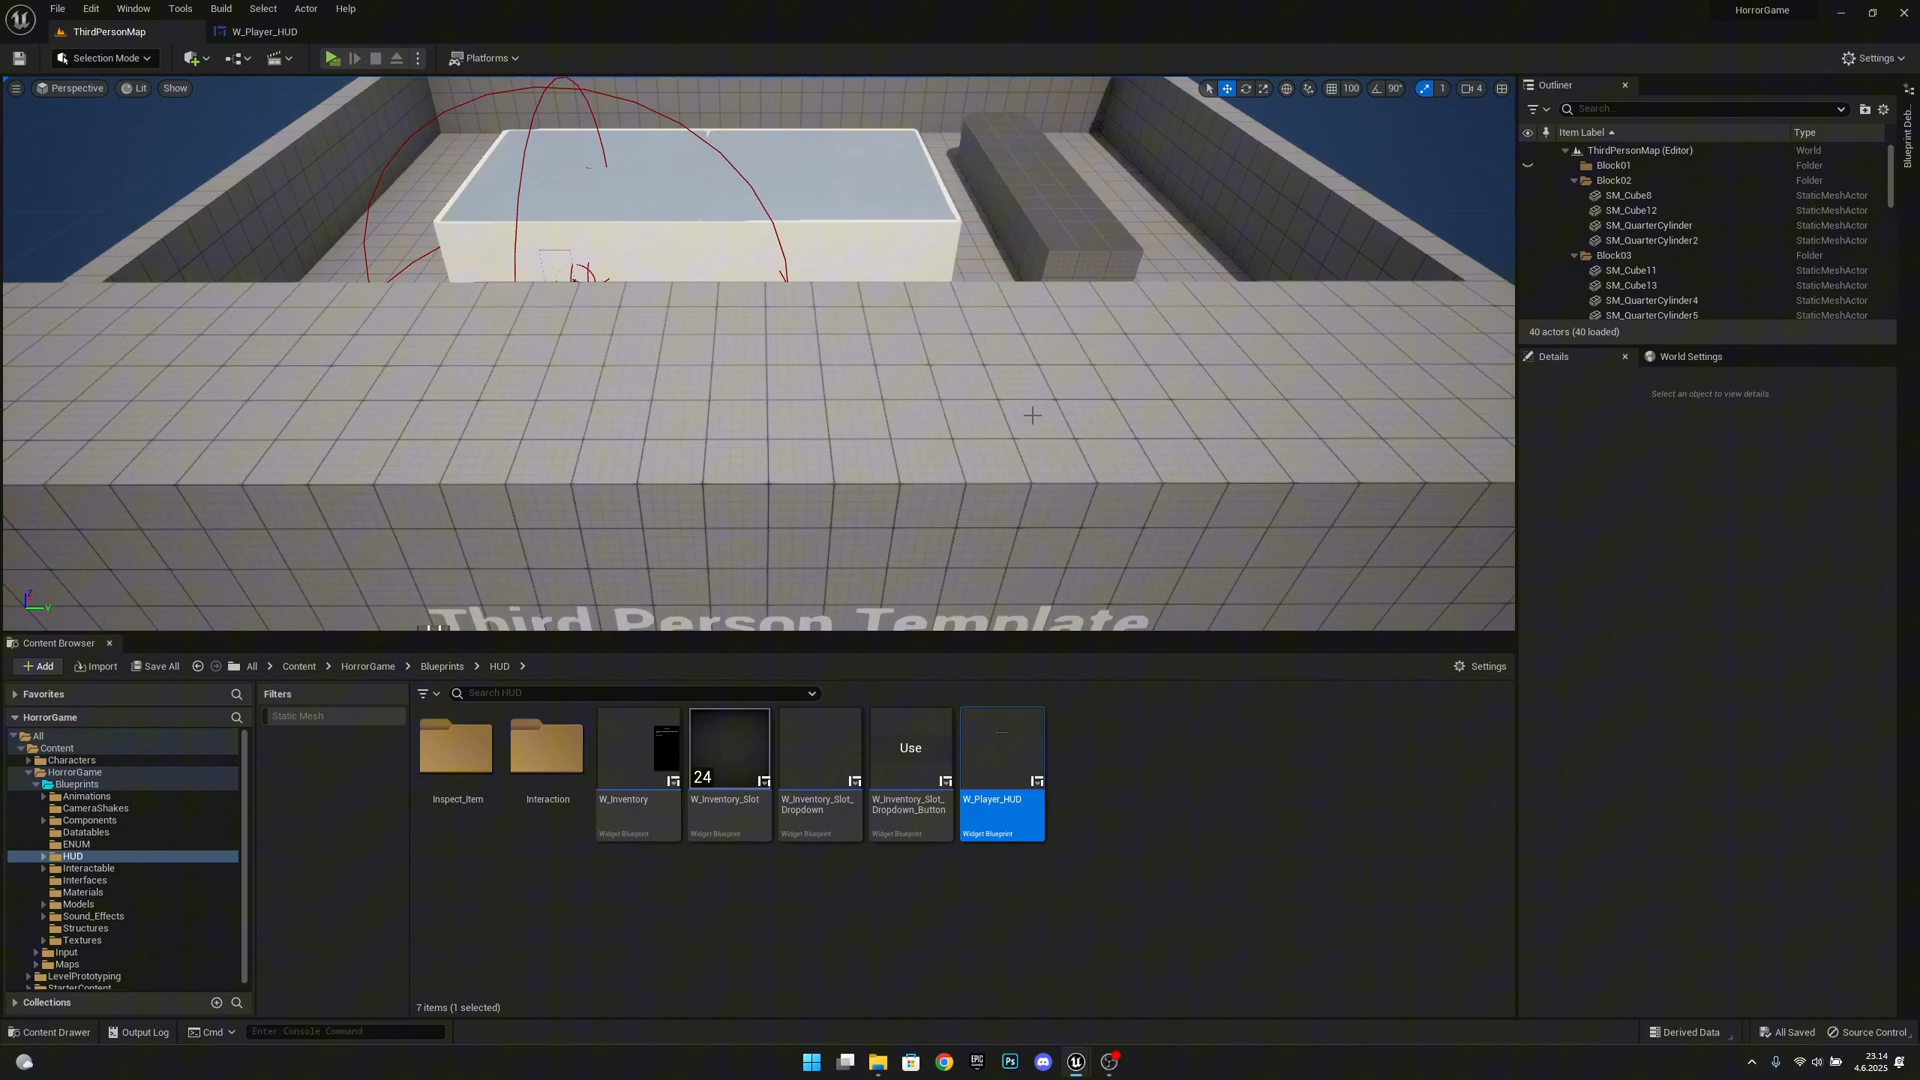 File Edit Window Tools Build Select Actor Help
HorrorGame
ThirdPersonMap W_Player_HUD
Selection Mode Platforms Settings
Perspective Lit Show 100 90° 1 4
Third Person Template
Outliner
Blueprint Deb...
Search...
Item Label Type
ThirdPersonMap (Editor) World
Block01 Folder
Block02 Folder
SM_Cube8 StaticMeshActor
SM_Cube12 StaticMeshActor
SM_QuarterCylinder StaticMeshActor
SM_QuarterCylinder2 StaticMeshActor
Block03 Folder
SM_Cube11 StaticMeshActor
SM_Cube13 StaticMeshActor
SM_QuarterCylinder4 StaticMeshActor
SM_QuarterCylinder5 StaticMeshActor
40 actors (40 loaded)
Details World Settings
Select an object to view details.
Content Browser
Add Import Save All All Content HorrorGame Blueprints HUD Settings
Favorites
HorrorGame
All
Content
Characters
HorrorGame
Blueprints
Animations
CameraShakes
Components
Datatables
ENUM
HUD
Interactable
Interfaces
Materials
Models
Sound_Effects
Structures
Textures
Input
Maps
LevelPrototyping
StarterContent
Collections
Filters
Static Mesh
Search HUD
Inspect_Item
Interaction
W_Inventory
Widget Blueprint
24
W_Inventory_Slot
Widget Blueprint
W_Inventory_Slot_
Dropdown
Widget Blueprint
Use
W_Inventory_Slot_
Dropdown_Button
Widget Blueprint
W_Player_HUD
Widget Blueprint
7 items (1 selected)
Content Drawer Output Log Cmd Enter Console Command Derived Data All Saved Source Control
EPIC
Ps
23.14
4.6.2025